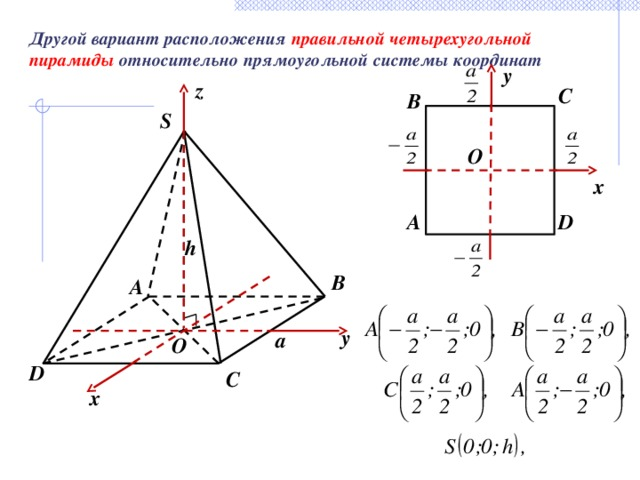 Другой вариант расположения правильной четырехугольной
пирамиды относительно прямоугольной системы координат
z
S
h
A
B
O
a
y
D
C
x
a/2
y
B
C
−a/2
a/2
O
x
A
D
−a/2
A(−a/2;−a/2;0), B(−a/2;a/2;0),
C(a/2;a/2;0), A(a/2;−a/2;0),
S(0;0;h),